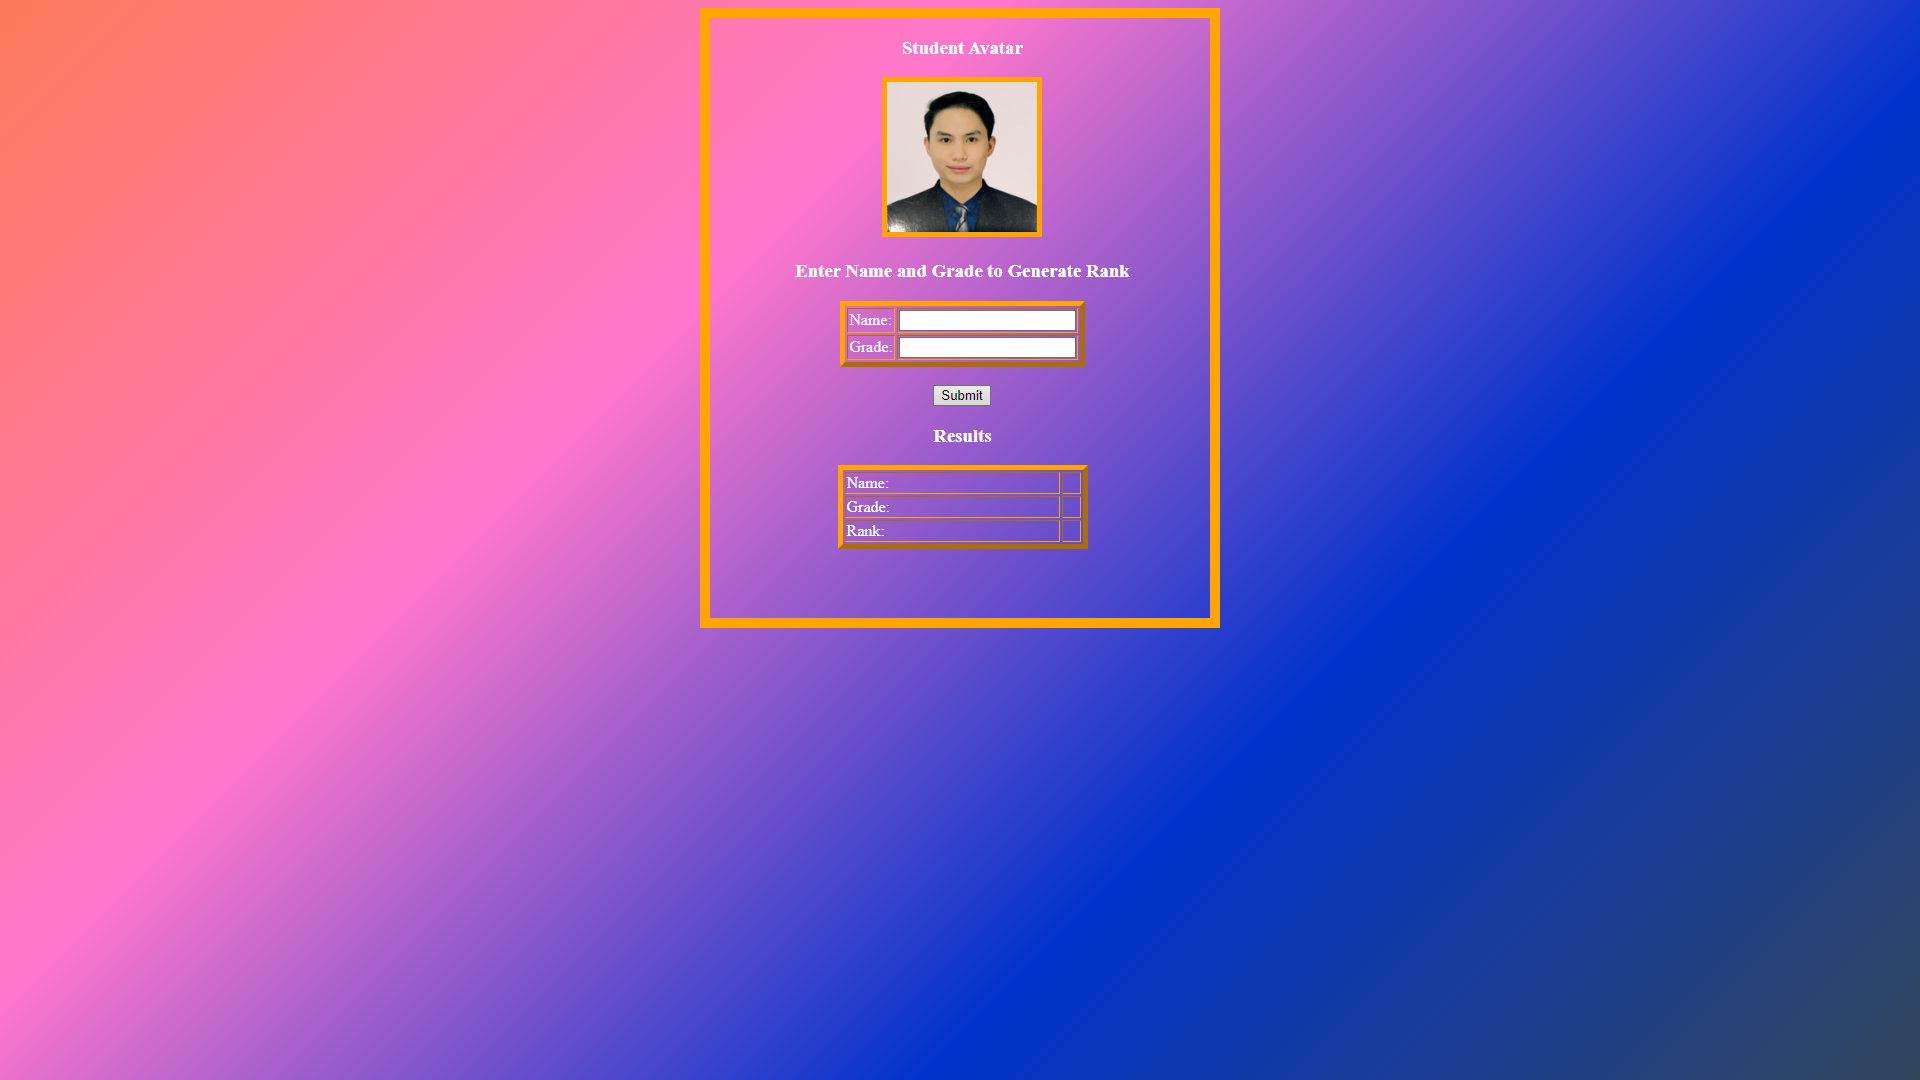 Student Avatar
Enter Name and Grade to Generate Rank
Name:
Grade:
Submit
Results
Name:
Grade:
Rank: